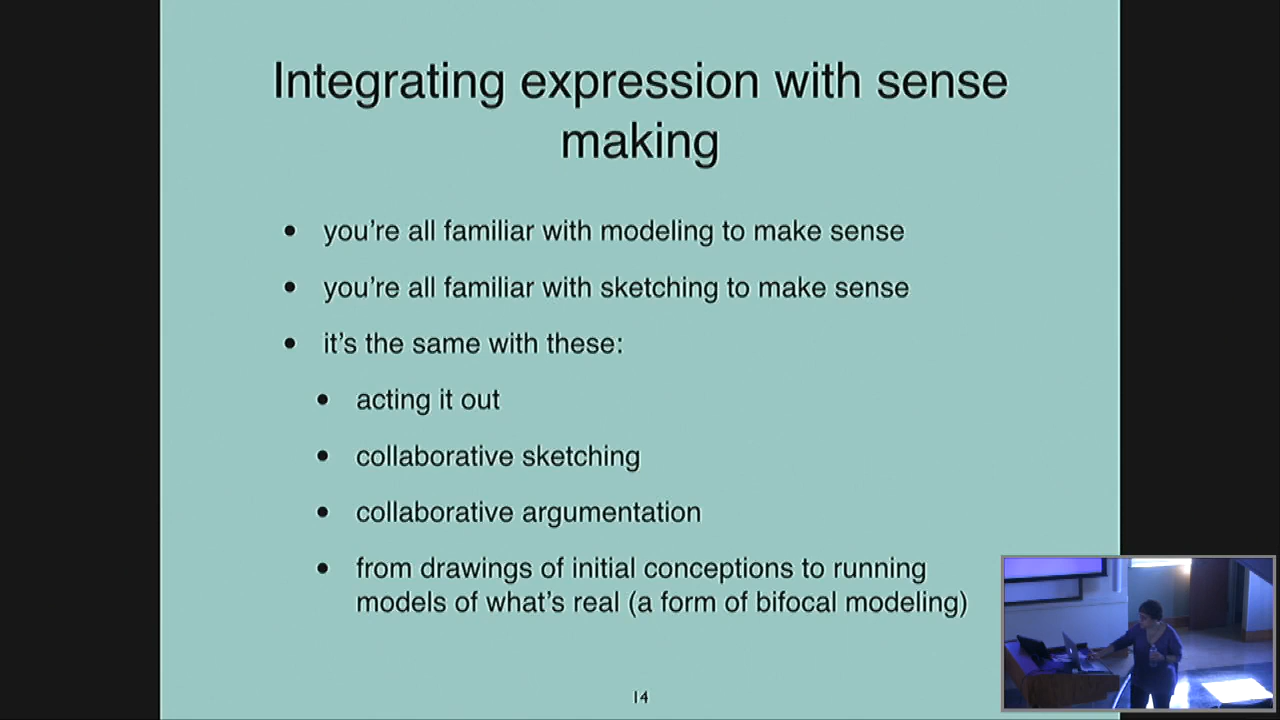 Integrating expression with sense
making
• you're all familiar with modeling to make sense
• you're all familiar with sketching to make sense
• it's the same with these:
• acting it out
• collaborative sketching
• collaborative argumentation
• from drawings of initial conceptions to running
models of what's real (a form of bifocal modeling)
14